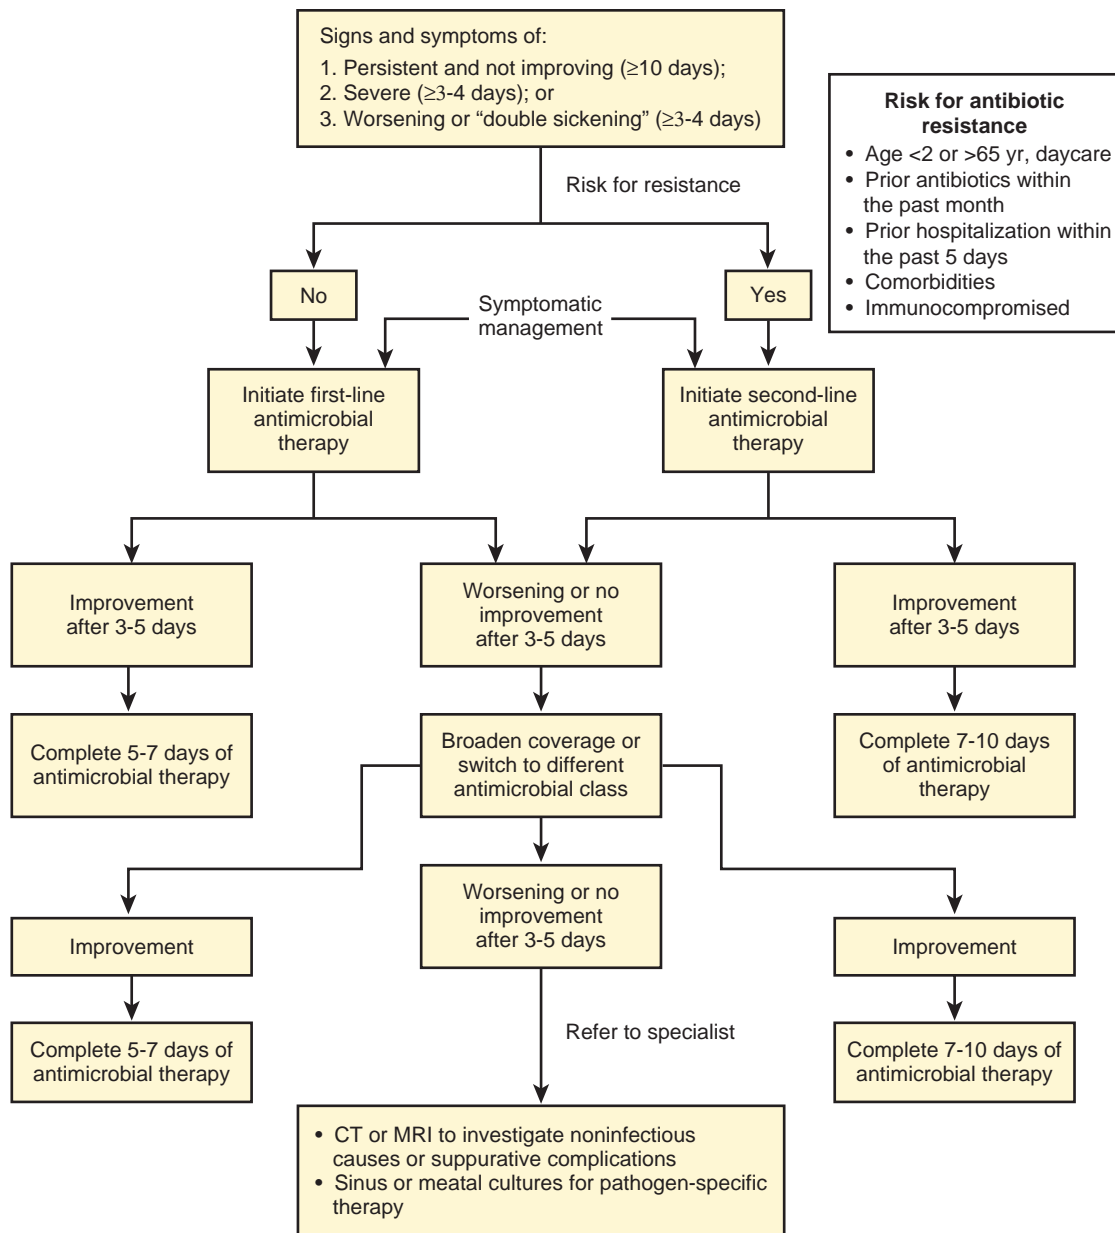 Signs and symptoms of:
1. Persistent and not improving (≥10 days);
2. Severe (≥3-4 days); or
3. Worsening or “double sickening” (≥3-4 days)
Risk for antibiotic
resistance
• Age <2 or >65 yr, daycare
• Prior antibiotics within
the past month
• Prior hospitalization within
the past 5 days
• Comorbidities
• Immunocompromised
Risk for resistance
No
Yes
Symptomatic
management
Initiate first-line
antimicrobial
therapy
Initiate second-line
antimicrobial
therapy
Improvement
after 3-5 days
Worsening or no
improvement
after 3-5 days
Improvement
after 3-5 days
Complete 5-7 days of
antimicrobial therapy
Broaden coverage or
switch to different
antimicrobial class
Complete 7-10 days
of antimicrobial
therapy
Worsening or no
improvement
after 3-5 days
Improvement
Improvement
Complete 5-7 days of
antimicrobial therapy
Refer to specialist
Complete 7-10 days of
antimicrobial therapy
• CT or MRI to investigate noninfectious
causes or suppurative complications
• Sinus or meatal cultures for pathogen-specific
therapy